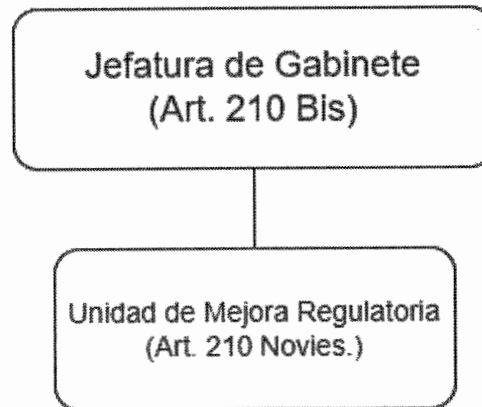 Jefatura de Gabinete
(Art. 210 Bis)
Unidad de Mejora Regulatoria
(Art. 210 Novies.)